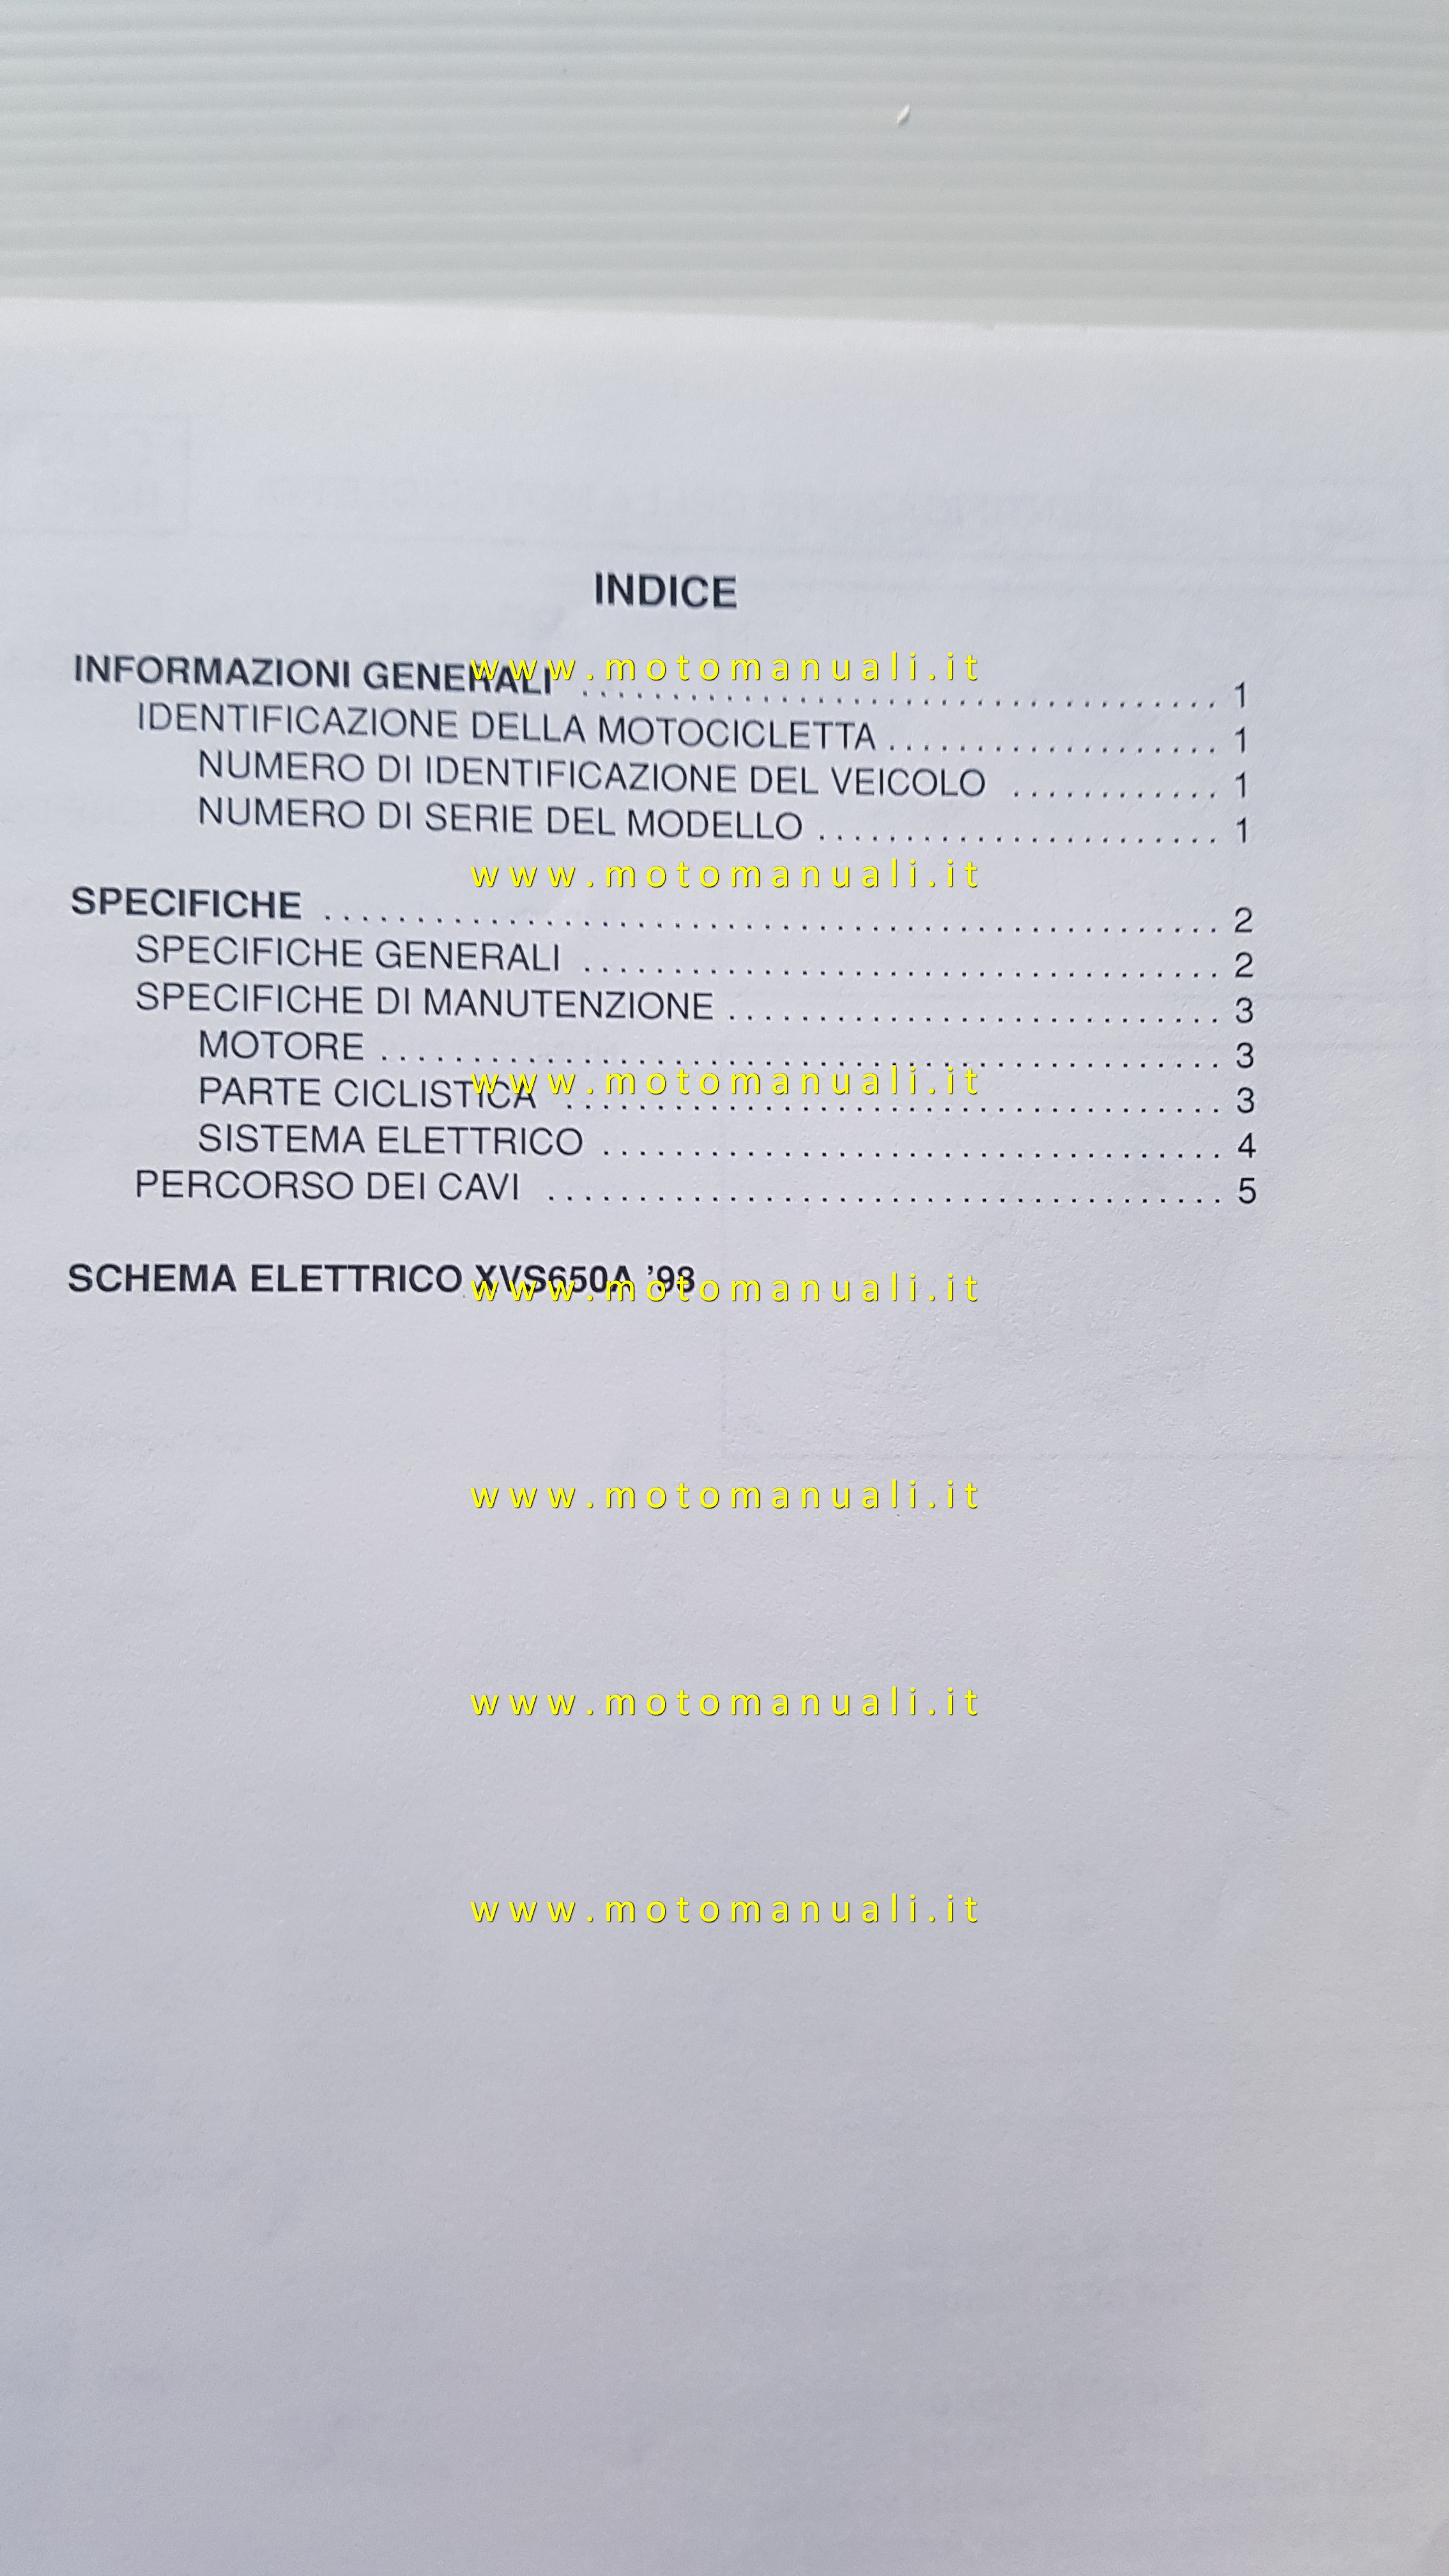 INDICE
INFORMAZIONI GENERALI ........................................ 1
www.motomanuali.it
IDENTIFICAZIONE DELLA MOTOCICLETTA ................... 1
NUMERO DI IDENTIFICAZIONE DEL VEICOLO ............ 1
NUMERO DI SERIE DEL MODELLO ........................ 1
www.motomanuali.it
SPECIFICHE .................................................. 2
SPECIFICHE GENERALI .................................... 2
SPECIFICHE DI MANUTENZIONE ............................ 3
MOTORE ................................................ 3
PARTE CICLISTICA ...................................... 3
www.motomanuali.it
SISTEMA ELETTRICO ................................... 4
PERCORSO DEI CAVI ...................................... 5
SCHEMA ELETTRICO XVS650A ’98
www.motomanuali.it
www.motomanuali.it
www.motomanuali.it
www.motomanuali.it